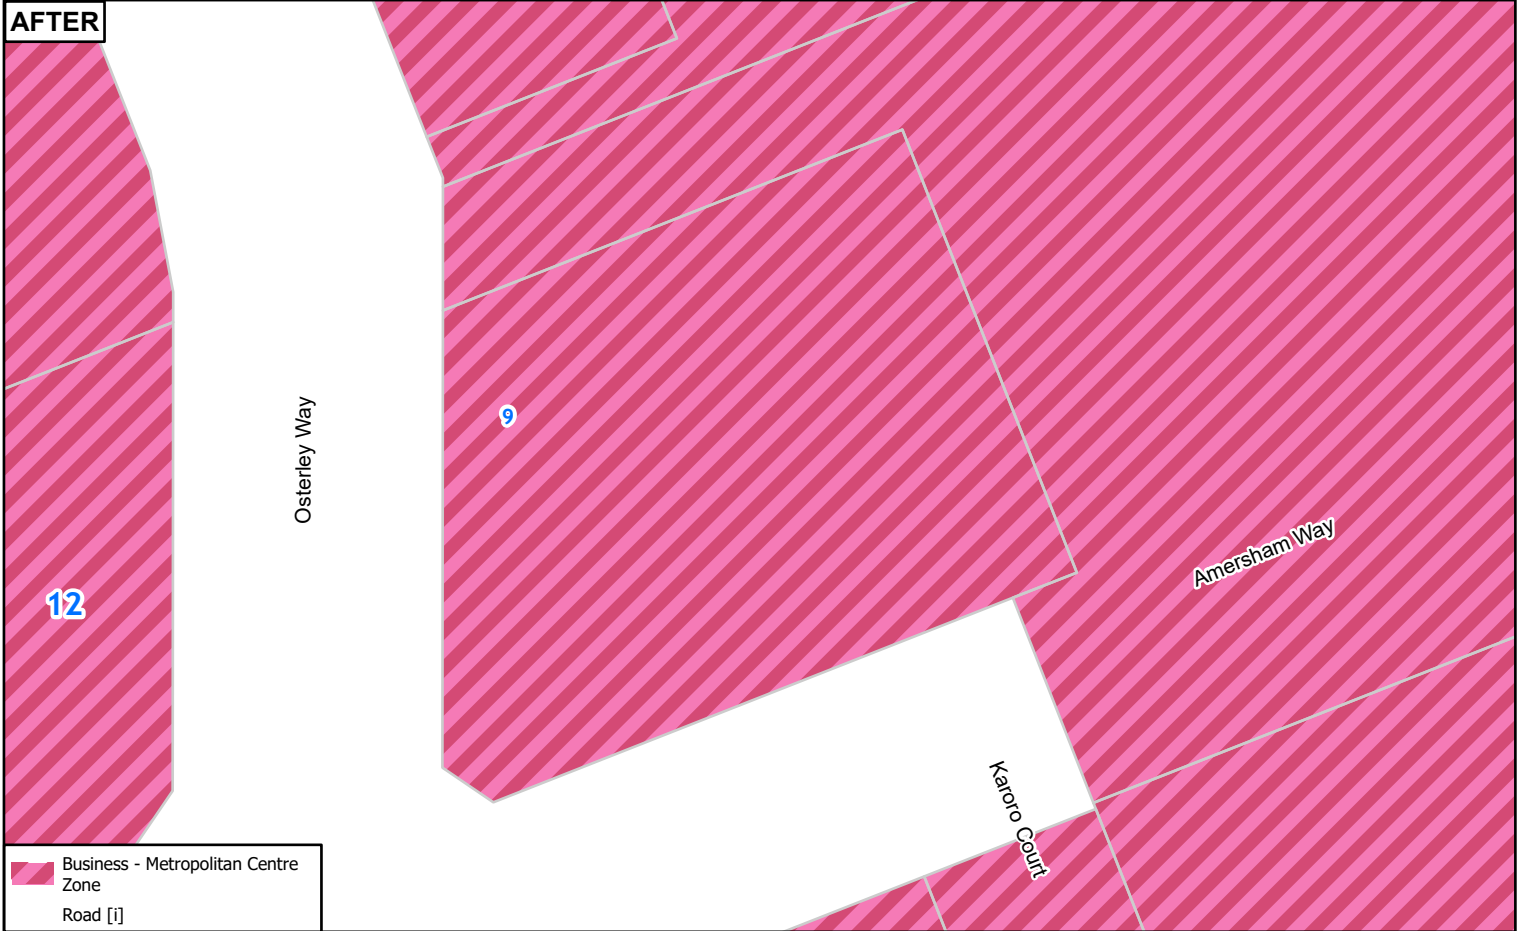 AFTER
Osterley Way
9
Amersham Way
12
Karoro Court
Business - Metropolitan Centre
Zone
Road [i]